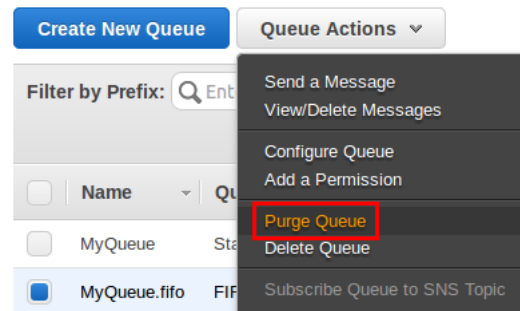 Create New Queue
Queue Actions
Send a Message
View/Delete Messages
Configure Queue
Add a Permission
Purge Queue
Delete Queue
Subscribe Queue to SNS Topic
Filter by Prefix:
Name
MyQueue
MyQueue.fifo